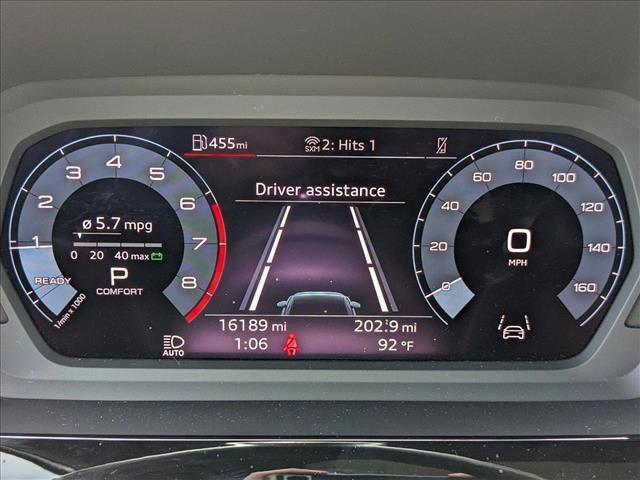 455mi
SXM 2: Hits 1
Driver assistance
ø 5.7 mpg
0 20 40 max
P
COMFORT
READY
1 2 3 4 5 6 7 8
1/min x 1000
0 20 40 60 80 100 120 140 160
0
MPH
16189 mi
mi
AUTO
1:06
92 °F